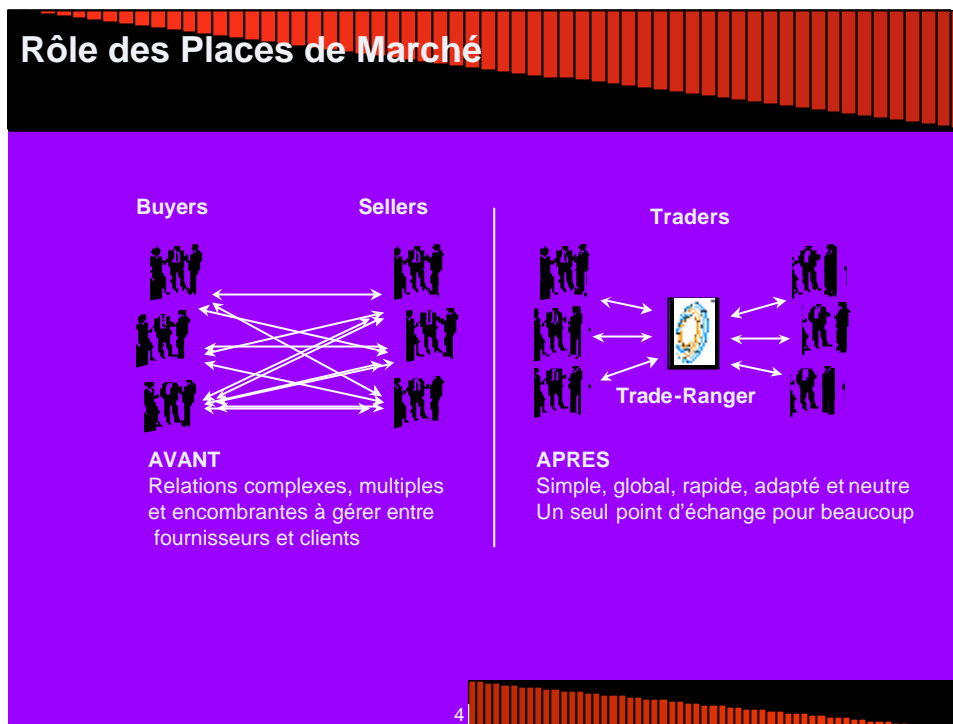 Rôle des Places de Marché
Buyers
Sellers
AVANT
Relations complexes, multiples
et encombrantes à gérer entre
fournisseurs et clients
Traders
Trade-Ranger
APRES
Simple, global, rapide, adapté et neutre
Un seul point d'échange pour beaucoup
4